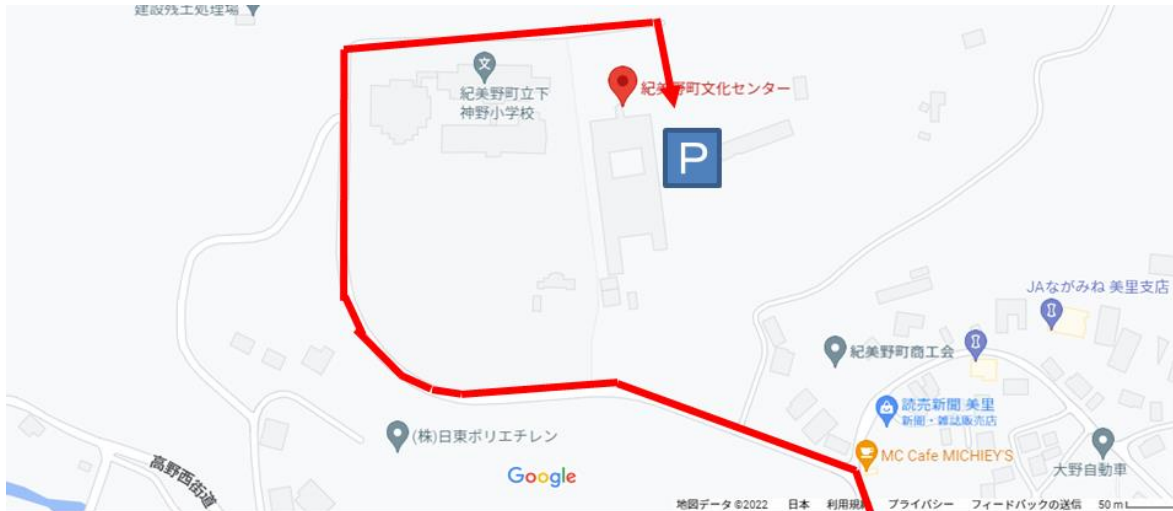 建設残土処理場
紀美野町立下
神野小学校
紀美野町文化センター
P
JAながみね 美里支店
紀美野町商工会
読売新聞 美里
新聞・雑誌販売店
(株)日東ポリエチレン
MC Cafe MICHIEY'S
大野自動車
高野西街道
Google
地図データ ©2022 日本 利用規約 プライバシー フィードバックの送信 50 m